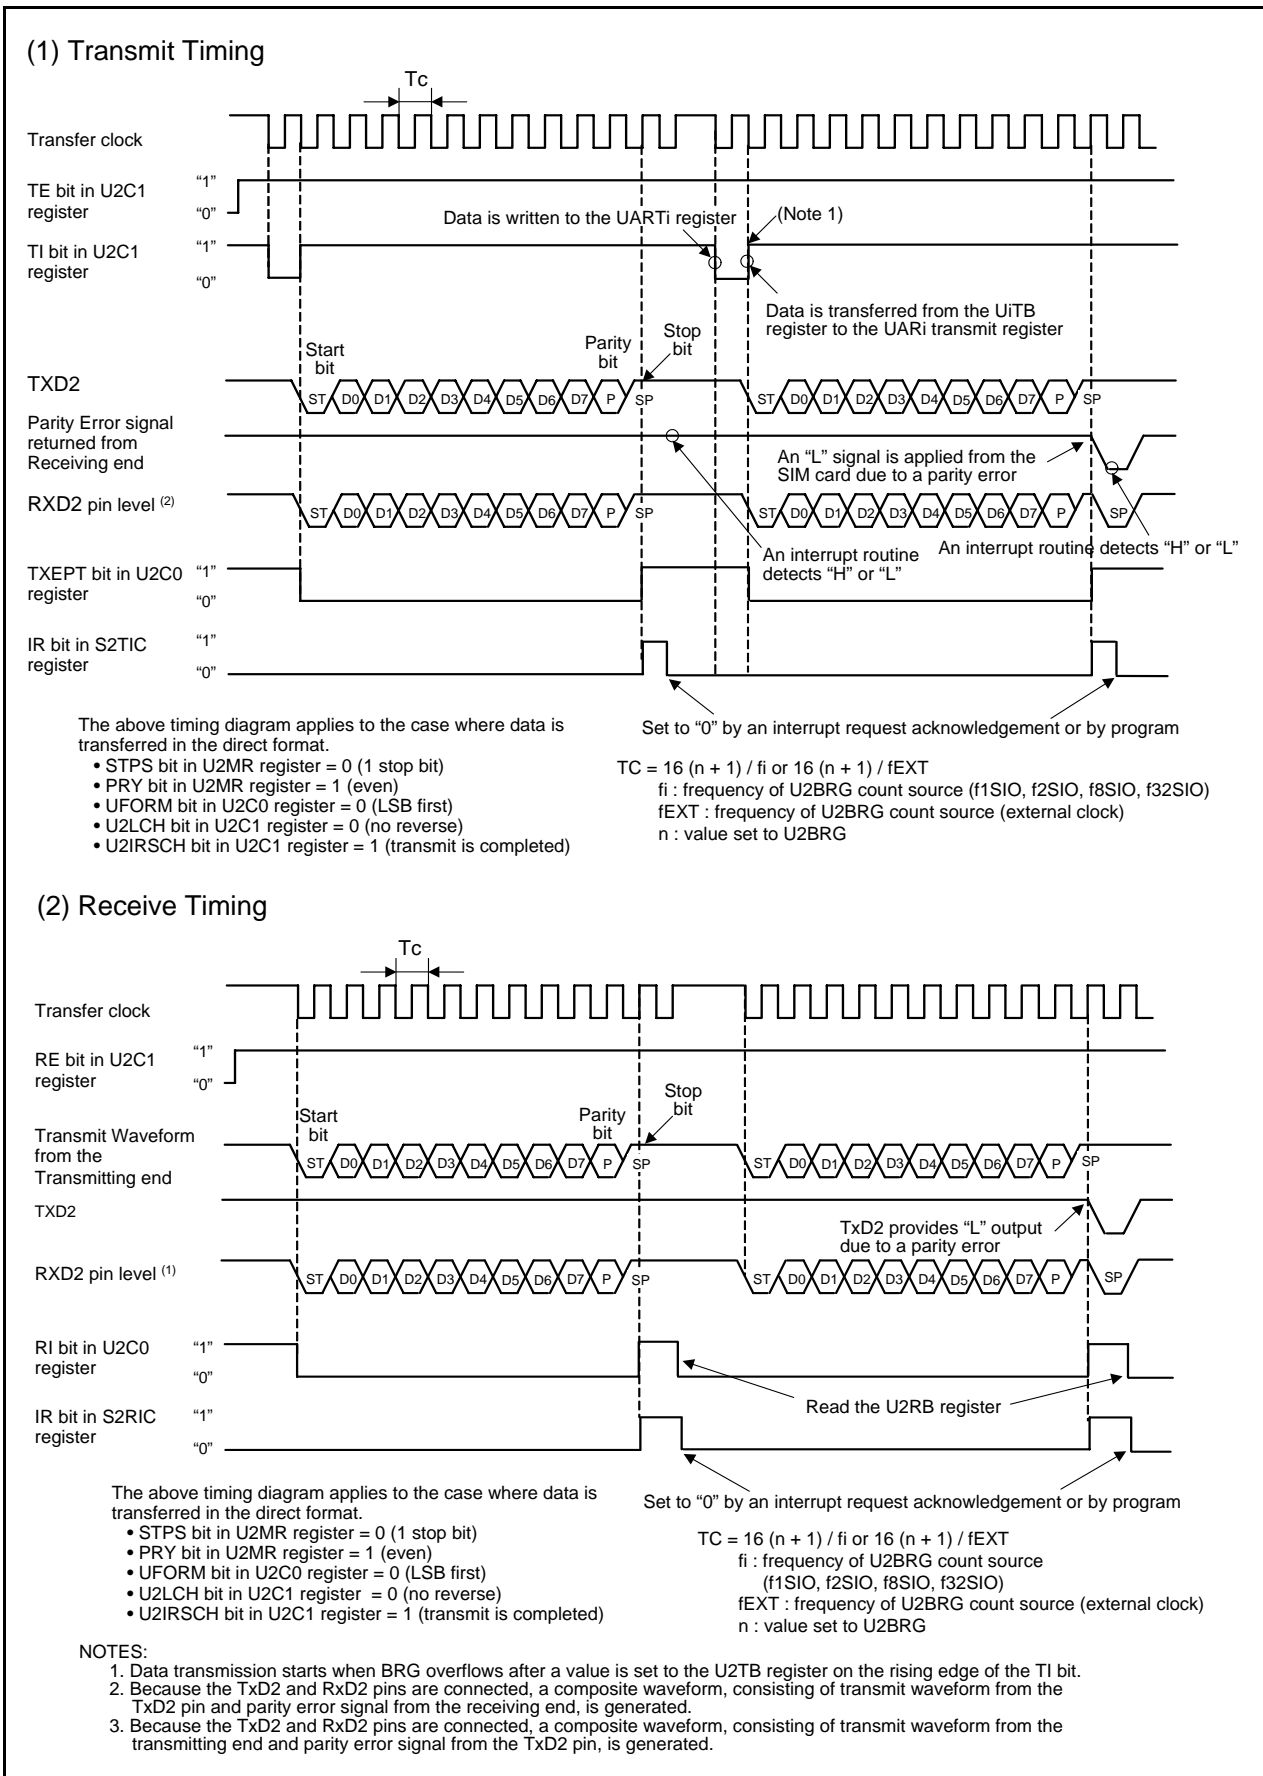 (1) Transmit Timing
Tc
Transfer clock
TE bit in U2C1
register
“1”
“0”
Data is written to the UARTi register
(Note 1)
TI bit in U2C1
register
“1”
“0”
Data is transferred from the UiTB
register to the UARi transmit register
Start
bit
Parity
bit
Stop
bit
TXD2
ST D0 D1 D2 D3 D4 D5 D6 D7 P SP
ST D0 D1 D2 D3 D4 D5 D6 D7 P SP
Parity Error signal
returned from
Receiving end
An “L” signal is applied from the
SIM card due to a parity error
RXD2 pin level (2)
ST D0 D1 D2 D3 D4 D5 D6 D7 P SP
ST D0 D1 D2 D3 D4 D5 D6 D7 P SP
An interrupt routine
detects “H” or “L”
An interrupt routine detects “H” or “L”
TXEPT bit in U2C0
register
“1”
“0”
IR bit in S2TIC
register
“1”
“0”
Set to “0” by an interrupt request acknowledgement or by program
The above timing diagram applies to the case where data is
transferred in the direct format.
• STPS bit in U2MR register = 0 (1 stop bit)
• PRY bit in U2MR register = 1 (even)
• UFORM bit in U2C0 register = 0 (LSB first)
• U2LCH bit in U2C1 register = 0 (no reverse)
• U2IRSCH bit in U2C1 register = 1 (transmit is completed)
TC = 16 (n + 1) / fi or 16 (n + 1) / fEXT
fi : frequency of U2BRG count source (f1SIO, f2SIO, f8SIO, f32SIO)
fEXT : frequency of U2BRG count source (external clock)
n : value set to U2BRG
(2) Receive Timing
Tc
Transfer clock
RE bit in U2C1
register
“1”
“0”
Start
bit
Parity
bit
Stop
bit
Transmit Waveform
from the
Transmitting end
ST D0 D1 D2 D3 D4 D5 D6 D7 P SP
ST D0 D1 D2 D3 D4 D5 D6 D7 P SP
TXD2
TxD2 provides “L” output
due to a parity error
RXD2 pin level (1)
ST D0 D1 D2 D3 D4 D5 D6 D7 P SP
ST D0 D1 D2 D3 D4 D5 D6 D7 P SP
RI bit in U2C0
register
“1”
“0”
Read the U2RB register
IR bit in S2RIC
register
“1”
“0”
Set to “0” by an interrupt request acknowledgement or by program
The above timing diagram applies to the case where data is
transferred in the direct format.
• STPS bit in U2MR register = 0 (1 stop bit)
• PRY bit in U2MR register = 1 (even)
• UFORM bit in U2C0 register = 0 (LSB first)
• U2LCH bit in U2C1 register = 0 (no reverse)
• U2IRSCH bit in U2C1 register = 1 (transmit is completed)
TC = 16 (n + 1) / fi or 16 (n + 1) / fEXT
fi : frequency of U2BRG count source
(f1SIO, f2SIO, f8SIO, f32SIO)
fEXT : frequency of U2BRG count source (external clock)
n : value set to U2BRG
NOTES:
1. Data transmission starts when BRG overflows after a value is set to the U2TB register on the rising edge of the TI bit.
2. Because the TxD2 and RxD2 pins are connected, a composite waveform, consisting of transmit waveform from the
TxD2 pin and parity error signal from the receiving end, is generated.
3. Because the TxD2 and RxD2 pins are connected, a composite waveform, consisting of transmit waveform from the
transmitting end and parity error signal from the TxD2 pin, is generated.